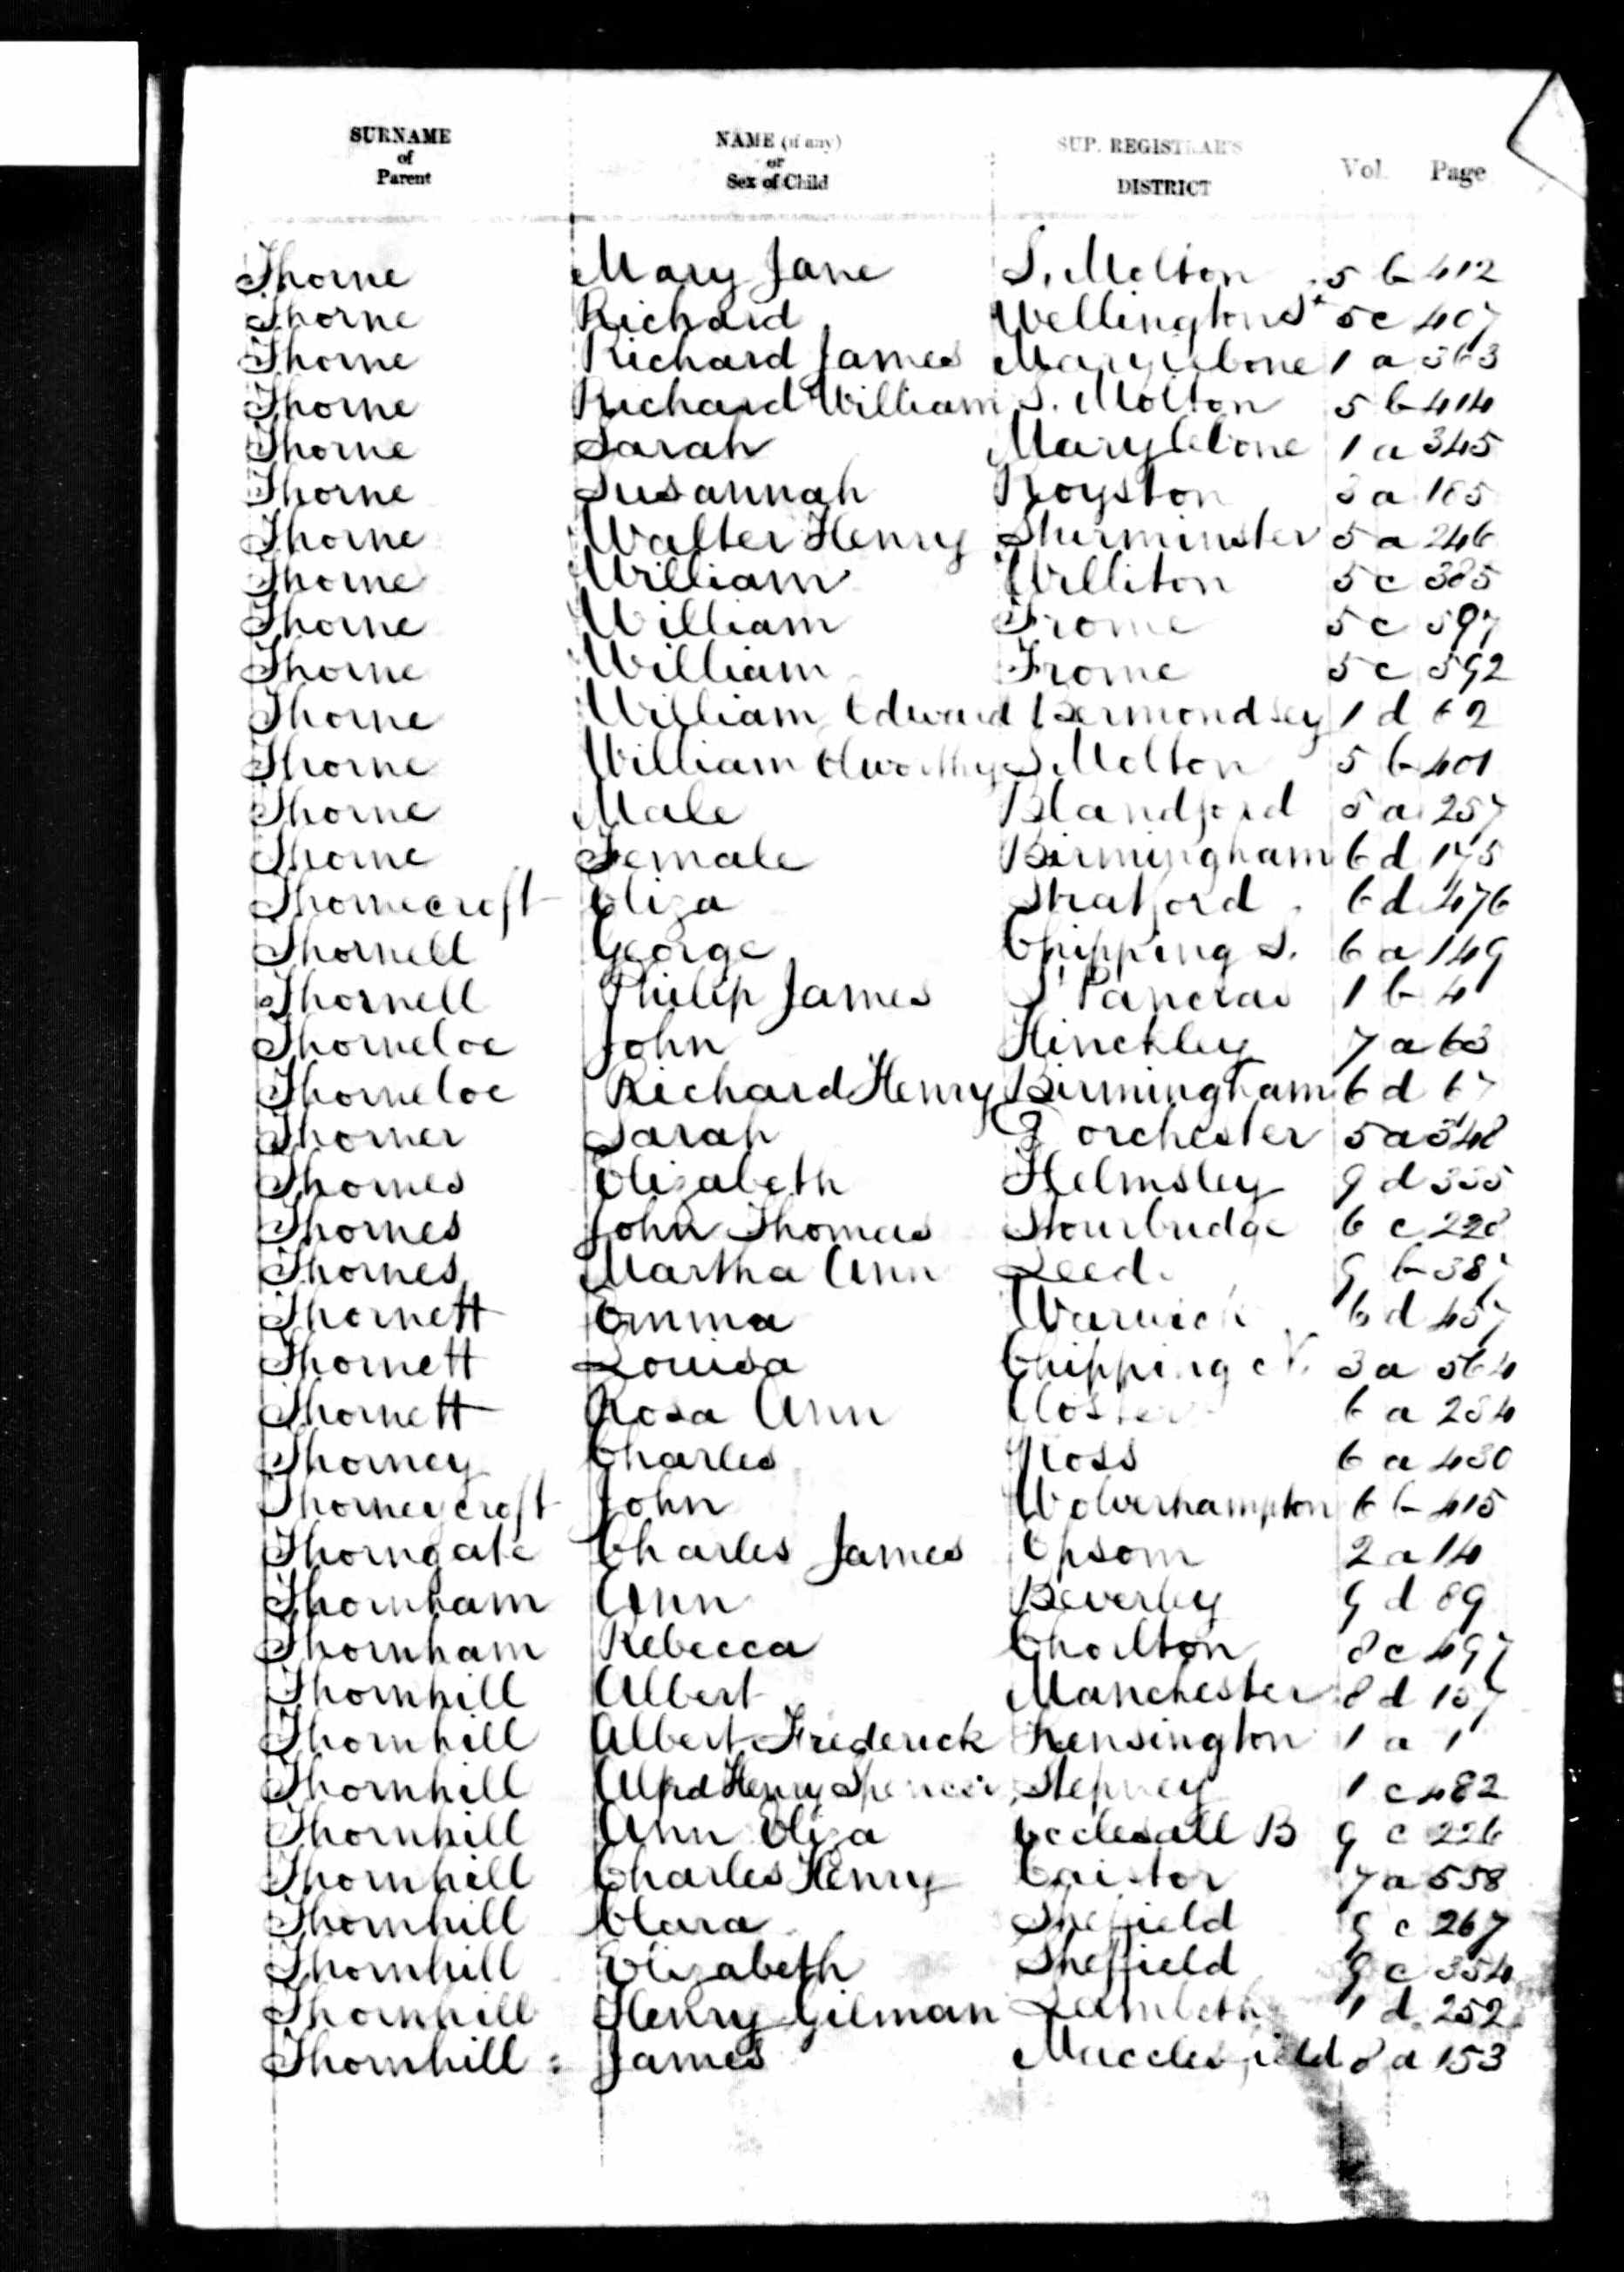 SURNAME of Parent NAME (if any) or Sex of Child SUP. REGISTRAR'S DISTRICT Vol. Page
Thorne Mary Jane S. Molton 5 b 412
Thorne Richard Wellington St 5 c 407
Thorne Richard James Marylebone 1 a 363
Thorne Richard William S. Molton 5 b 414
Thorne Sarah Marylebone 1 a 345
Thorne Susannah Royston 3 a 185
Thorne Walter Henry Sturminster 5 a 246
Thorne William Williton 5 c 385
Thorne William Frome 5 c 597
Thorne William Frome 5 c 592
Thorne William Edward Bermondsey 1 d 62
Thorne William Elworthy S. Molton 5 b 401
Thorne Male Blandford 5 a 257
Thorne Female Birmingham 6 d 175
Thornecroft Eliza Stratford 6 d 476
Thornell George Chipping S. 6 a 149
Thornell Philip James S Pancras 1 b 4
Thorneloe John Hinckley 7 a 63
Thorneloe Richard Henry Birmingham 6 d 67
Thorner Sarah Dorchester 5 a 348
Thornes Elizabeth Helmsley 9 d 335
Thornes John Thomas Stourbridge 6 c 228
Thornes Martha Ann Leeds 9 b 387
Thornett Emma Warwick 6 d 457
Thornett Louisa Chipping N. 3 a 564
Thornett Rosa Ann 6 a 284
Thorney Charles Ross 6 a 430
Thorneycroft John Wolverhampton 6 b 415
Thorngate Charles James Epsom 2 a 14
Thornham Ann Beverley 9 d 89
Thornham Rebecca Chorlton 8 c 497
Thornhill Albert Manchester 8 d 157
Thornhill Albert Frederick Kensington 1 a 1
Thornhill Alfrd Henry Spencer Stepney 1 c 482
Thornhill Ann Eliza Ecclesall B 9 c 226
Thornhill Charles Henry Caistor 7 a 558
Thornhill Clara Sheffield 9 c 267
Thornhill Elizabeth Sheffield 9 c 354
Thornhill Henry Gilman Lambeth 1 d 252
Thornhill James Macclesfield 8 a 153